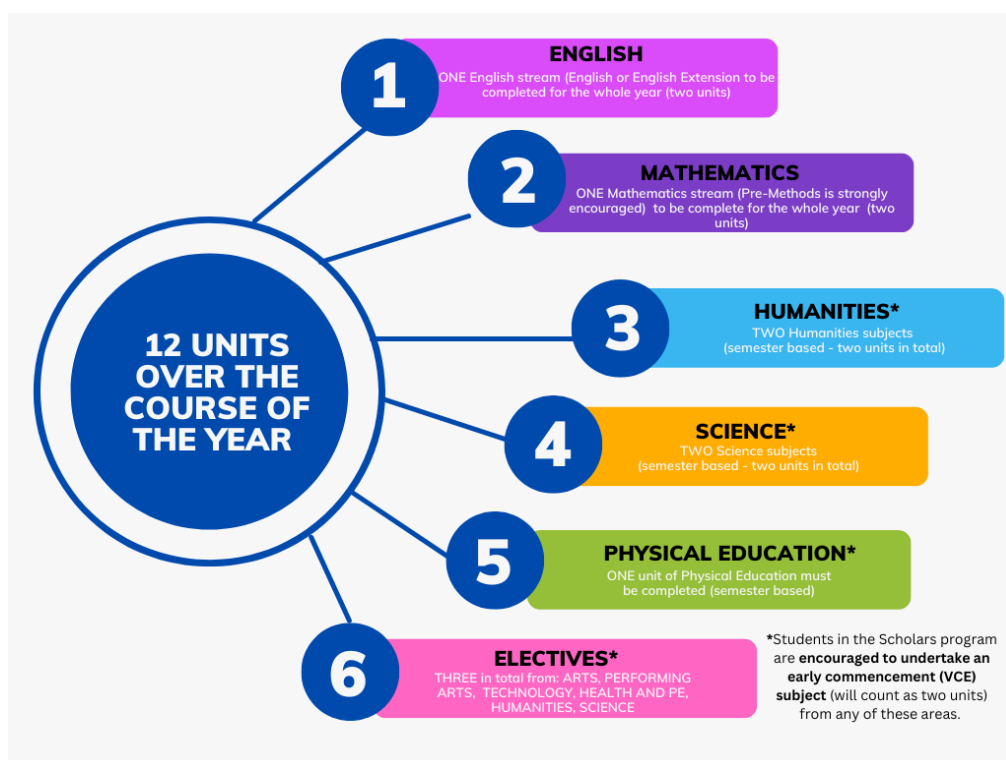 12 UNITS
OVER THE
COURSE OF
THE YEAR
1
ENGLISH
ONE English stream (English or English Extension to be
completed for the whole year (two units)
2
MATHEMATICS
ONE Mathematics stream (Pre-Methods is strongly
encouraged) to be complete for the whole year (two
units)
3
HUMANITIES*
TWO Humanities subjects
(semester based - two units in total)
4
SCIENCE*
TWO Science subjects
(semester based - two units in total)
5
PHYSICAL EDUCATION*
ONE unit of Physical Education must
be completed (semester based)
6
ELECTIVES*
THREE in total from: ARTS, PERFORMING
ARTS, TECHNOLOGY, HEALTH AND PE,
HUMANITIES, SCIENCE
*Students in the Scholars program
are encouraged to undertake an
early commencement (VCE)
subject (will count as two units)
from any of these areas.